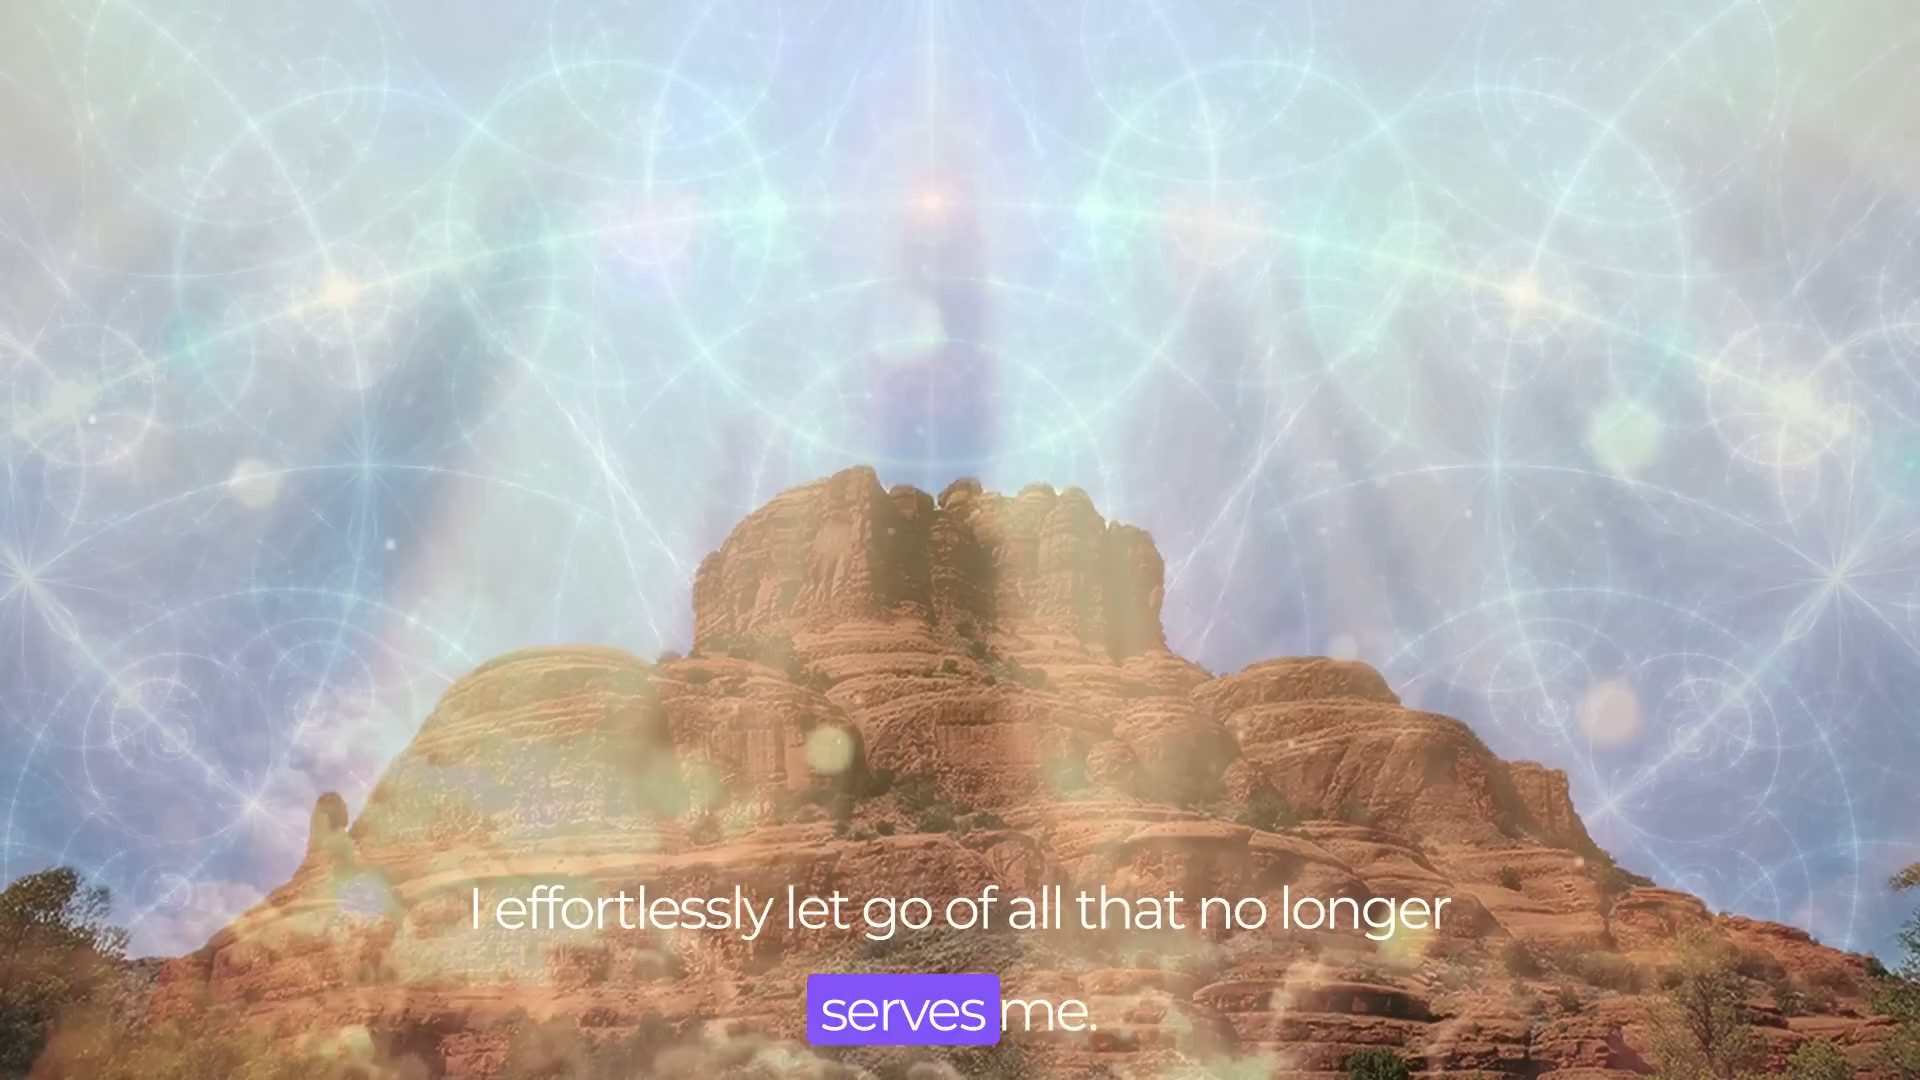 I effortlessly let go of all that no longer
serves me.